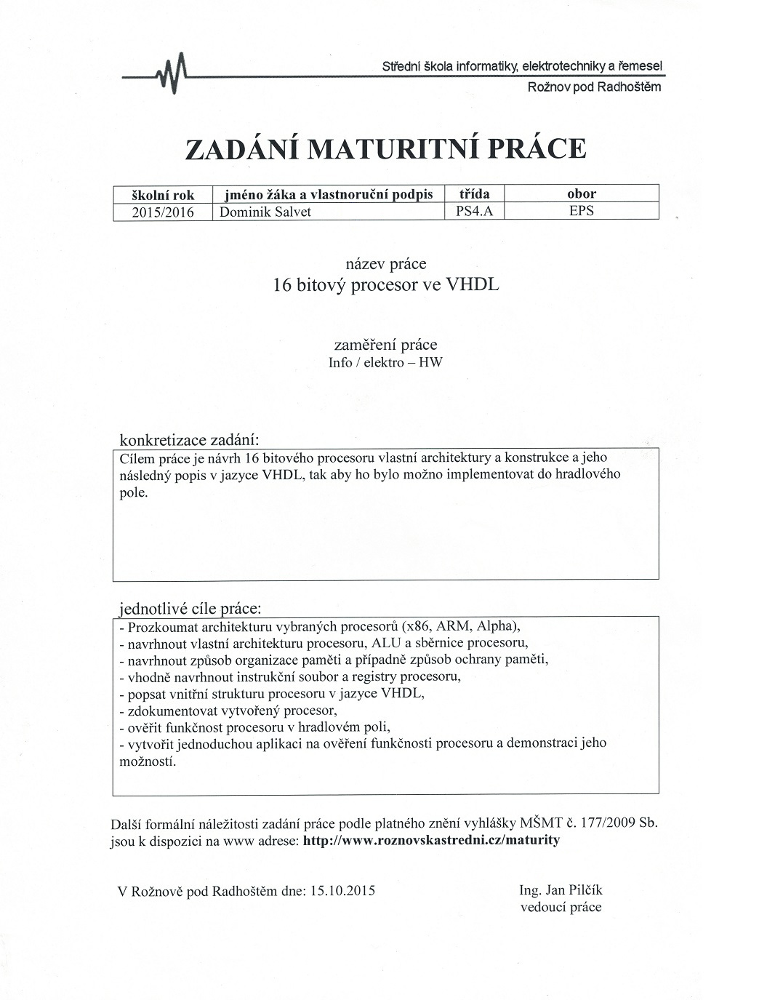 Střední škola informatiky, elektrotechniky a řemesel
Rožnov pod Radhoštěm
ZADÁNÍ MATURITNÍ PRÁCE
školní rok jméno žáka a vlastnoruční podpis třída obor
2015/2016 Dominik Salvet PS4.A EPS
název práce
16 bitový procesor ve VHDL
zaměření práce
Info / elektro – HW
konkretizace zadání:
Cílem práce je návrh 16 bitového procesoru vlastní architektury a konstrukce a jeho
následný popis v jazyce VHDL, tak aby ho bylo možno implementovat do hradlového
pole.
jednotlivé cíle práce:
- Prozkoumat architekturu vybraných procesorů (x86, ARM, Alpha),
- navrhnout vlastní architekturu procesoru, ALU a sběrnice procesoru,
- navrhnout způsob organizace paměti a případně způsob ochrany paměti,
- vhodně navrhnout instrukční soubor a registry procesoru,
- popsat vnitřní strukturu procesoru v jazyce VHDL,
- zdokumentovat vytvořený procesor,
- ověřit funkčnost procesoru v hradlovém poli,
- vytvořit jednoduchou aplikaci na ověření funkčnosti procesoru a demonstraci jeho
možností.
Další formální náležitosti zadání práce podle platného znění vyhlášky MŠMT č. 177/2009 Sb.
jsou k dispozici na www adrese: http://www.roznovskastredni.cz/maturity
V Rožnově pod Radhoštěm dne: 15.10.2015 Ing. Jan Pilčík
vedoucí práce